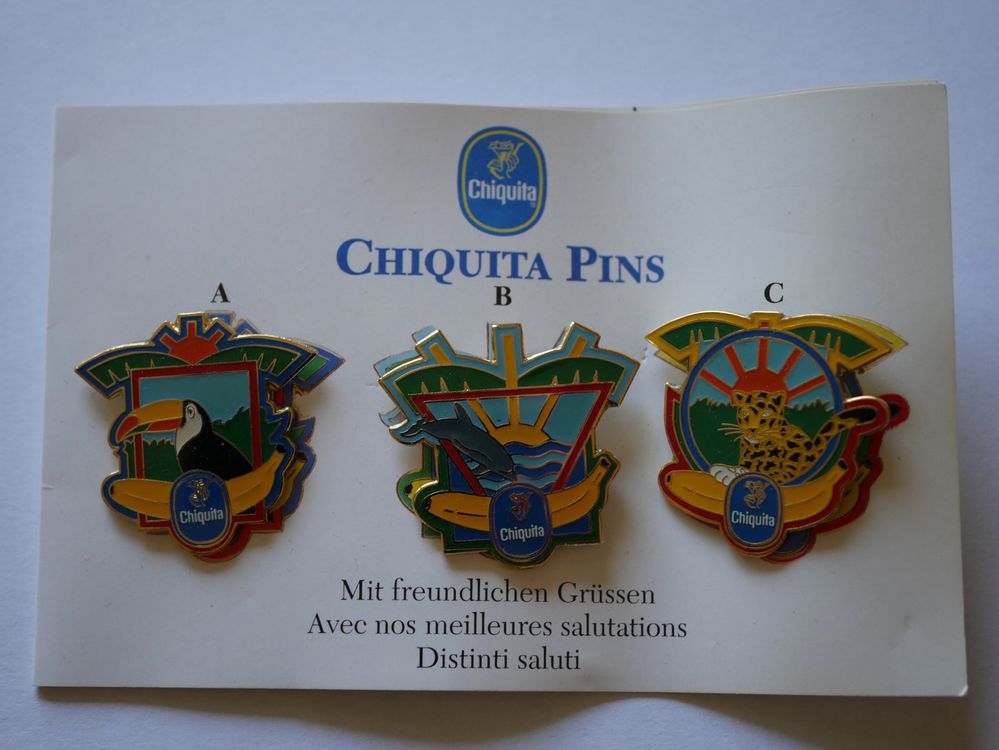 Chiquita
CHIQUITA PINS
A
B
C
Chiquita
Chiquita
Chiquita
Mit freundlichen Grüssen
Avec nos meilleures salutations
Distinti saluti